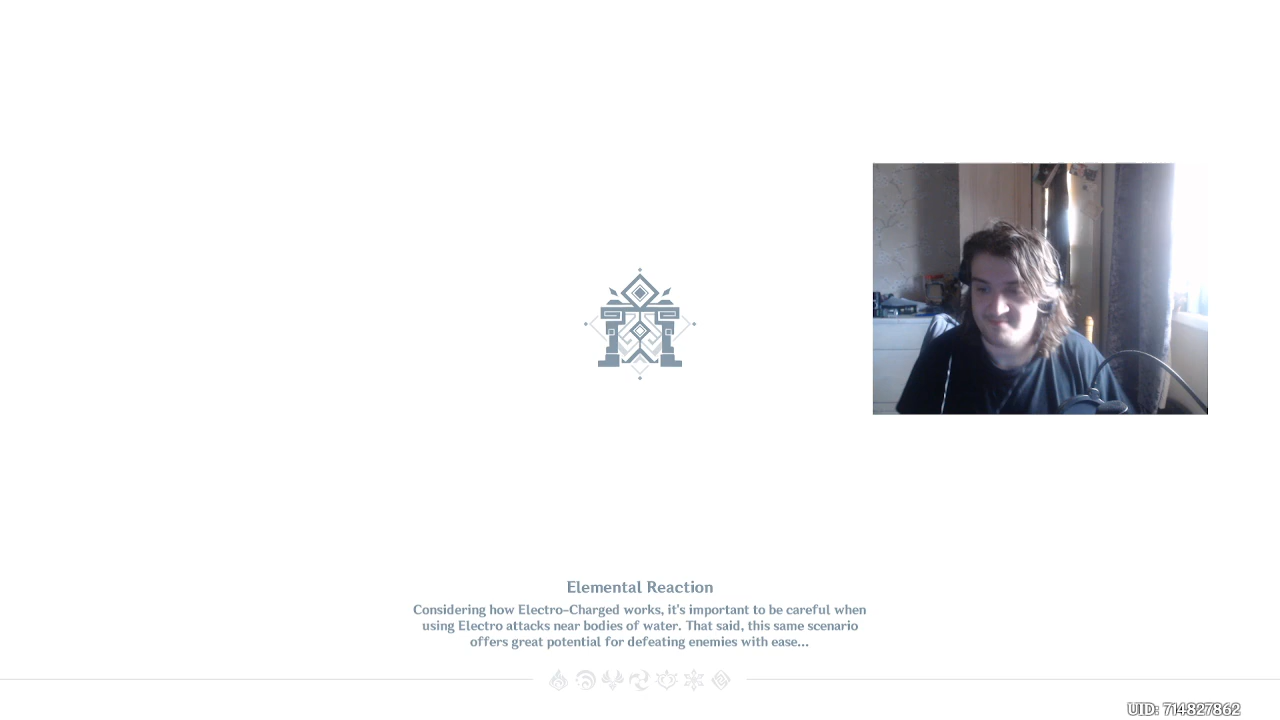 Elemental Reaction
Considering how Electro-Charged works, it's important to be careful when
using Electro attacks near bodies of water. That said, this same scenario
offers great potential for defeating enemies with ease...
UID: 714827862